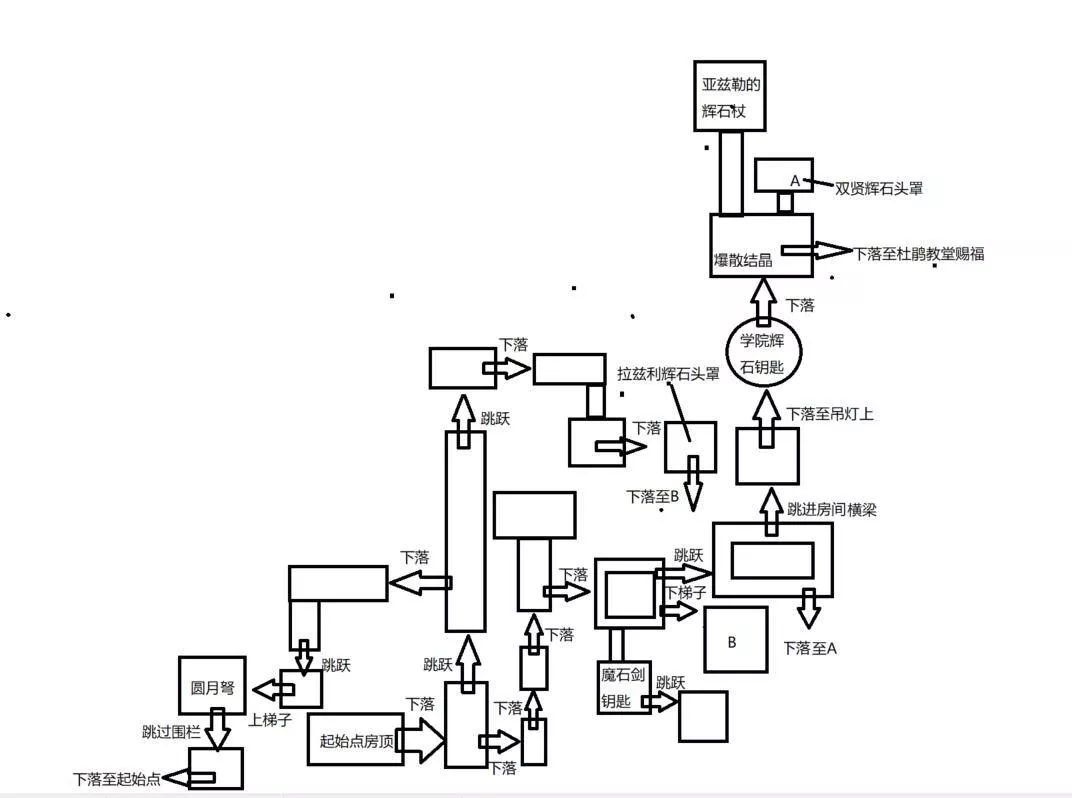 亚兹勒的
辉石杖
A
双贤辉石头罩
爆散结晶
下落至杜鹃教堂赐福
下落
学院辉
石钥匙
下落
拉兹利辉石头罩
跳跃
下落至吊灯上
下落
下落至B
跳进房间横梁
下落
跳跃
下落
下梯子
下落
B
下落至A
跳跃
跳跃
魔石剑
钥匙
跳跃
圆月弩
上梯子
下落
下落
跳过围栏
起始点房顶
下落
下落至起始点